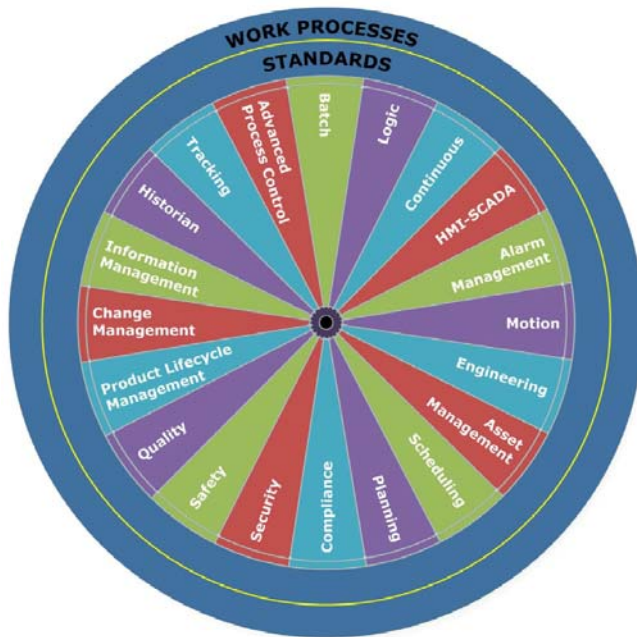 WORK PROCESSES
STANDARDS
Batch
Logic
Continuous
HMI-SCADA
Alarm
Management
Motion
Engineering
Asset
Management
Scheduling
Planning
Compliance
Security
Safety
Quality
Product Lifecycle
Management
Change
Management
Information
Management
Historian
Tracking
Advanced
Process Control